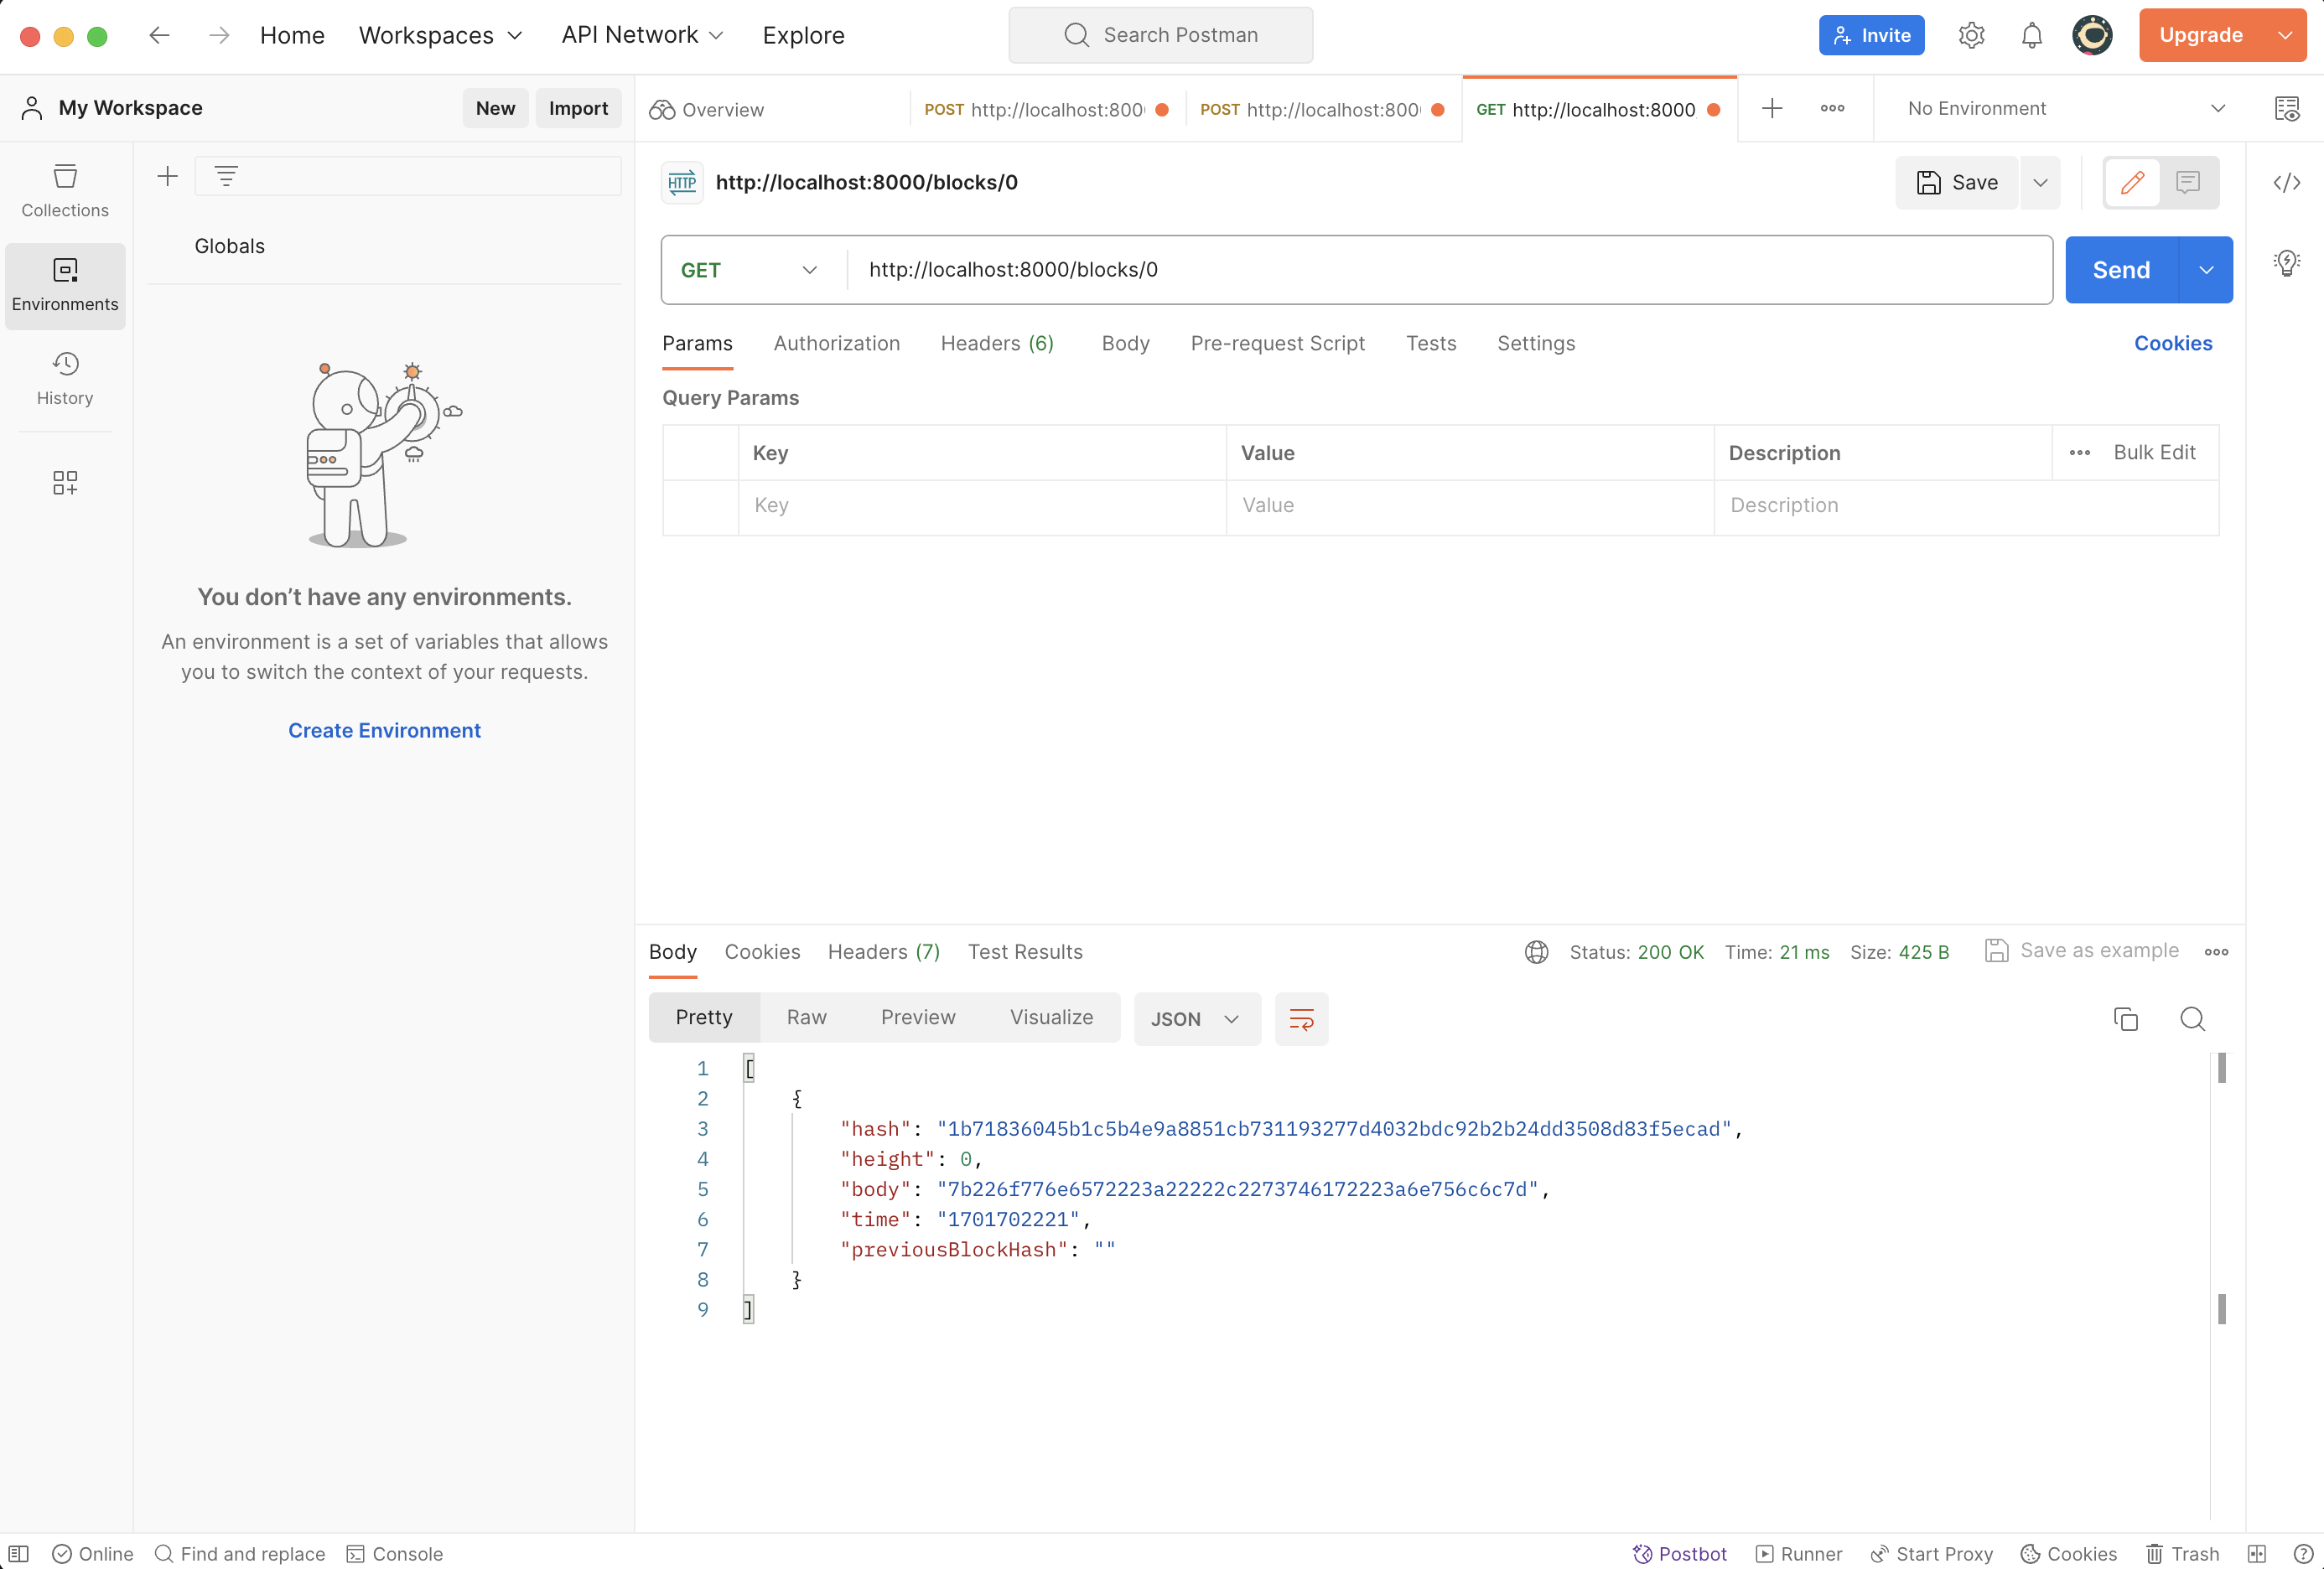 Home Workspaces API Network Explore Search Postman Invite Upgrade
My Workspace New Import Overview POST http://localhost:800 POST http://localhost:800 GET http://localhost:8000 No Environment
Collections
Environments
History
Globals
You don’t have any environments.
An environment is a set of variables that allows
you to switch the context of your requests.
Create Environment
HTTP http://localhost:8000/blocks/0 Save
GET http://localhost:8000/blocks/0 Send
Params Authorization Headers (6) Body Pre-request Script Tests Settings Cookies
Query Params
Key Value Description Bulk Edit
Key Value Description
Body Cookies Headers (7) Test Results Status: 200 OK Time: 21 ms Size: 425 B Save as example
Pretty Raw Preview Visualize JSON
1 [
2 {
3 "hash": "1b71836045b1c5b4e9a8851cb731193277d4032bdc92b2b24dd3508d83f5ecad",
4 "height": 0,
5 "body": "7b226f776e6572223a22222c2273746172223a6e756c6c7d",
6 "time": "1701702221",
7 "previousBlockHash": ""
8 }
9 ]
Online Find and replace Console Postbot Runner Start Proxy Cookies Trash